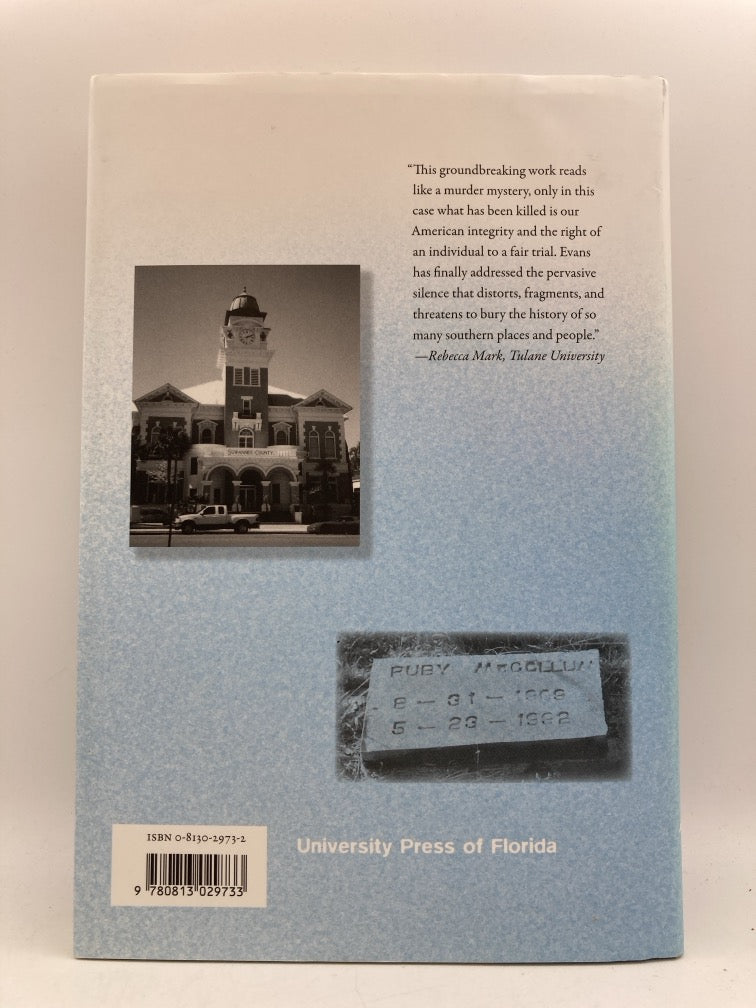 “This groundbreaking work reads
like a murder mystery, only in this
case what has been killed is our
American integrity and the right of
an individual to a fair trial. Evans
has finally addressed the pervasive
silence that distorts, fragments, and
threatens to bury the history of so
many southern places and people.”
—Rebecca Mark, Tulane University
SUWANNEE COUNTY
RUBY McCOLLUM
8 — 31 — 1909
5 — 23 — 1992
ISBN 0-8130-2973-2
9 780813 029733
University Press of Florida